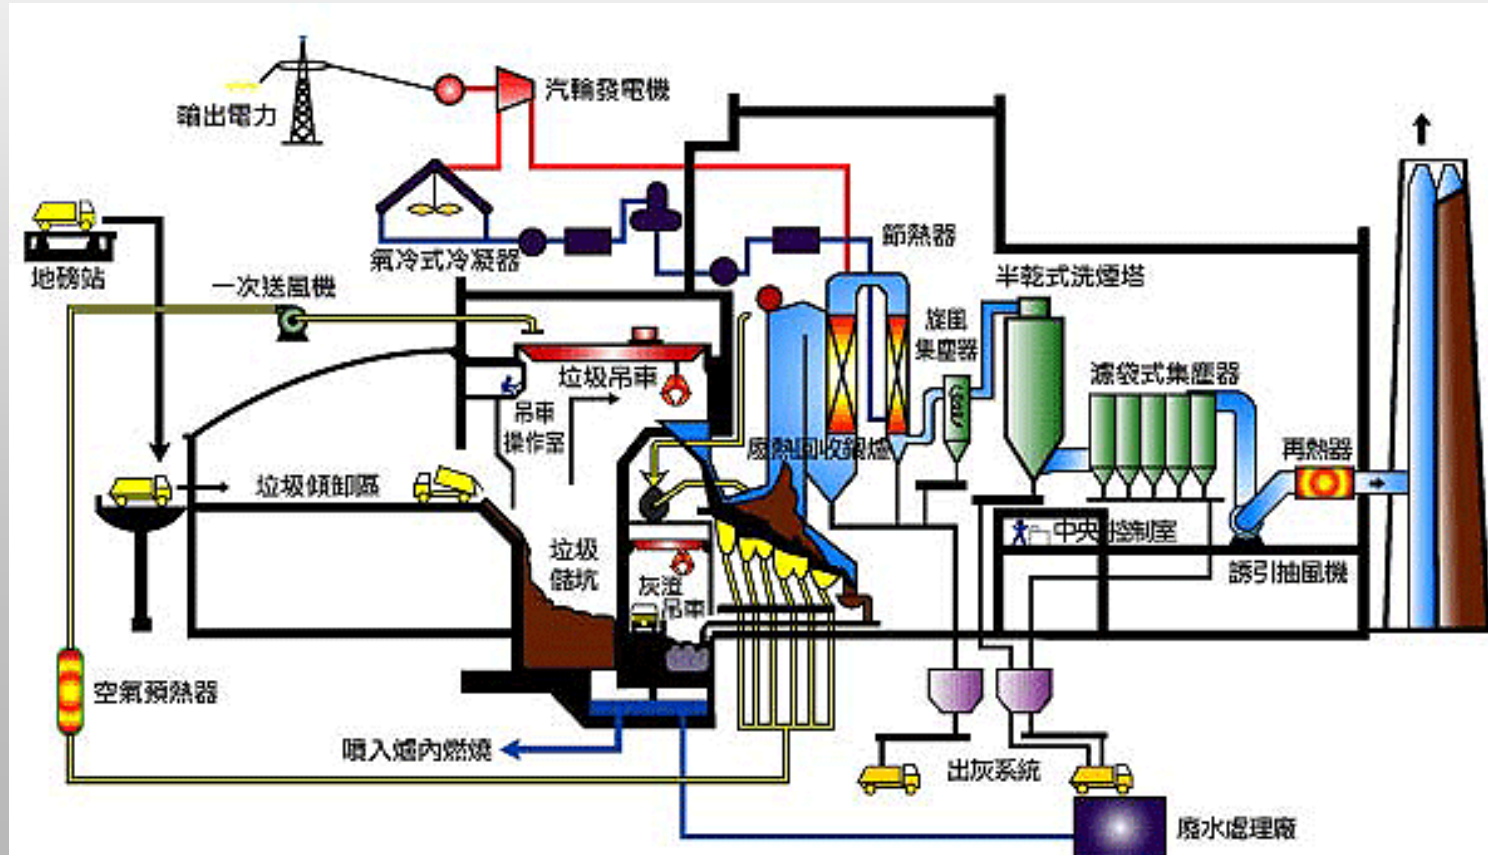 汽輪發電機
輸出電力
地磅站
氣冷式冷凝器
節熱器
半乾式洗煙塔
一次送風機
旋風
集塵器
垃圾吊車
濾袋式集塵器
吊車
操作室
廢熱回收鍋爐
再熱器
垃圾傾卸區
中央控制室
垃圾
儲坑
灰澄
吊車
誘引抽風機
空氣預熱器
噴入爐內燃燒
出灰系統
廢水處理廠